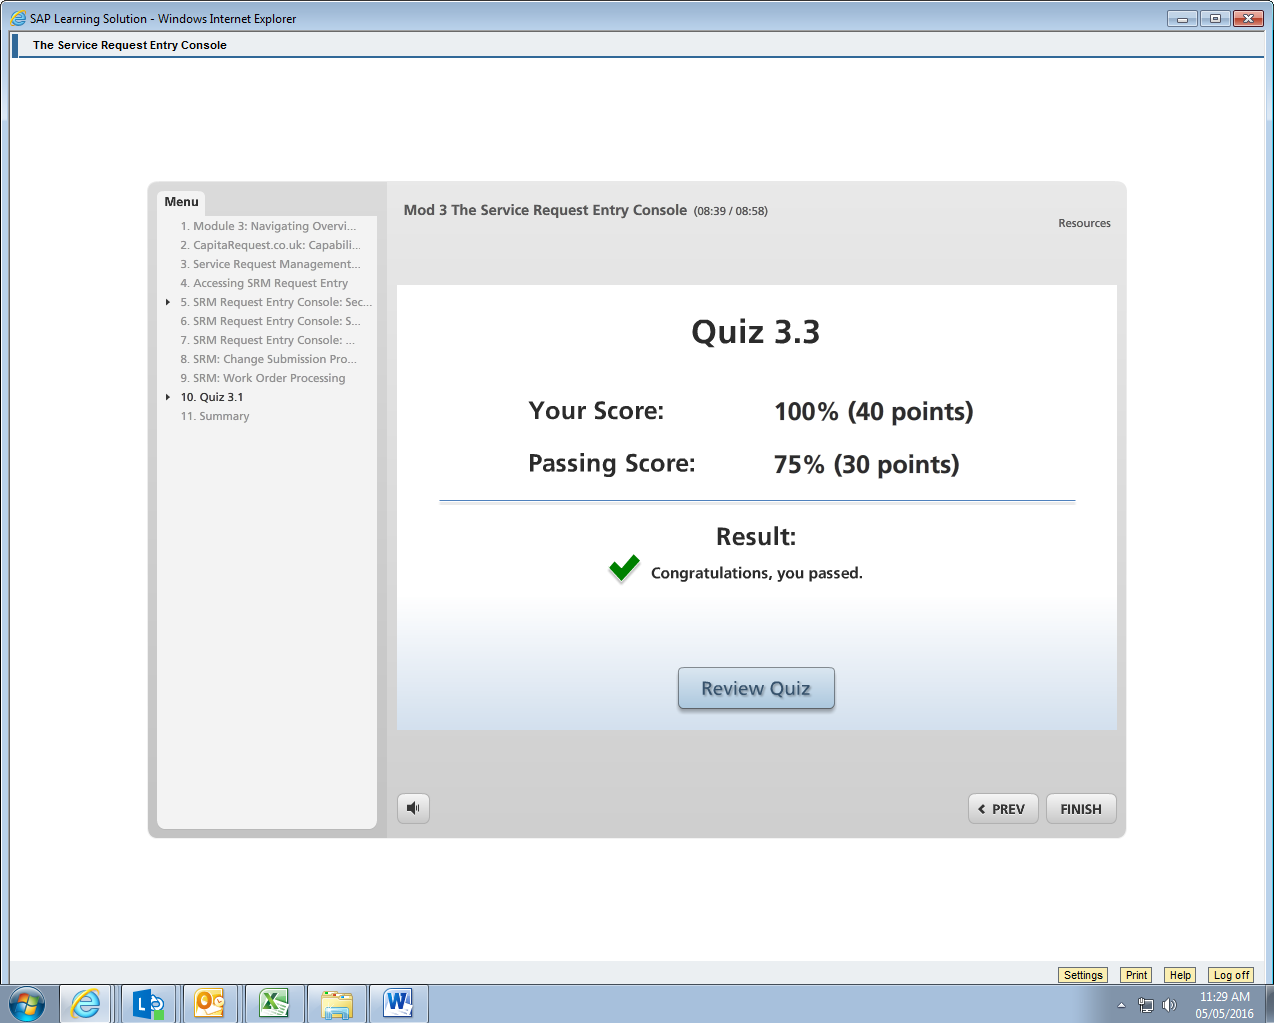 SAP Learning Solution - Windows Internet Explorer
The Service Request Entry Console
Menu
1. Module 3: Navigating Overvi...
2. CapitaRequest.co.uk: Capabili...
3. Service Request Management...
4. Accessing SRM Request Entry
5. SRM Request Entry Console: Sec...
6. SRM Request Entry Console: S...
7. SRM Request Entry Console: ...
8. SRM: Change Submission Pro...
9. SRM: Work Order Processing
10. Quiz 3.1
11. Summary
Mod 3 The Service Request Entry Console (08:39 / 08:58)
Resources
Quiz 3.3
Your Score: 100% (40 points)
Passing Score: 75% (30 points)
Result:
Congratulations, you passed.
Review Quiz
PREV
FINISH
Settings Print Help Log off
11:29 AM
05/05/2016